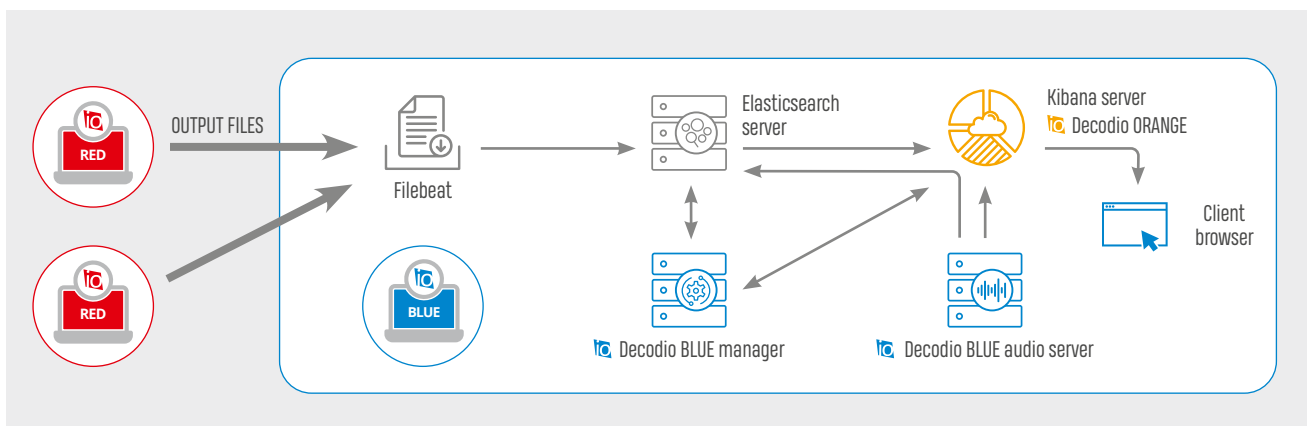 RED
OUTPUT FILES
RED
Filebeat
BLUE
Elasticsearch
server
Kibana server
Decodio ORANGE
Client
browser
Decodio BLUE manager
Decodio BLUE audio server